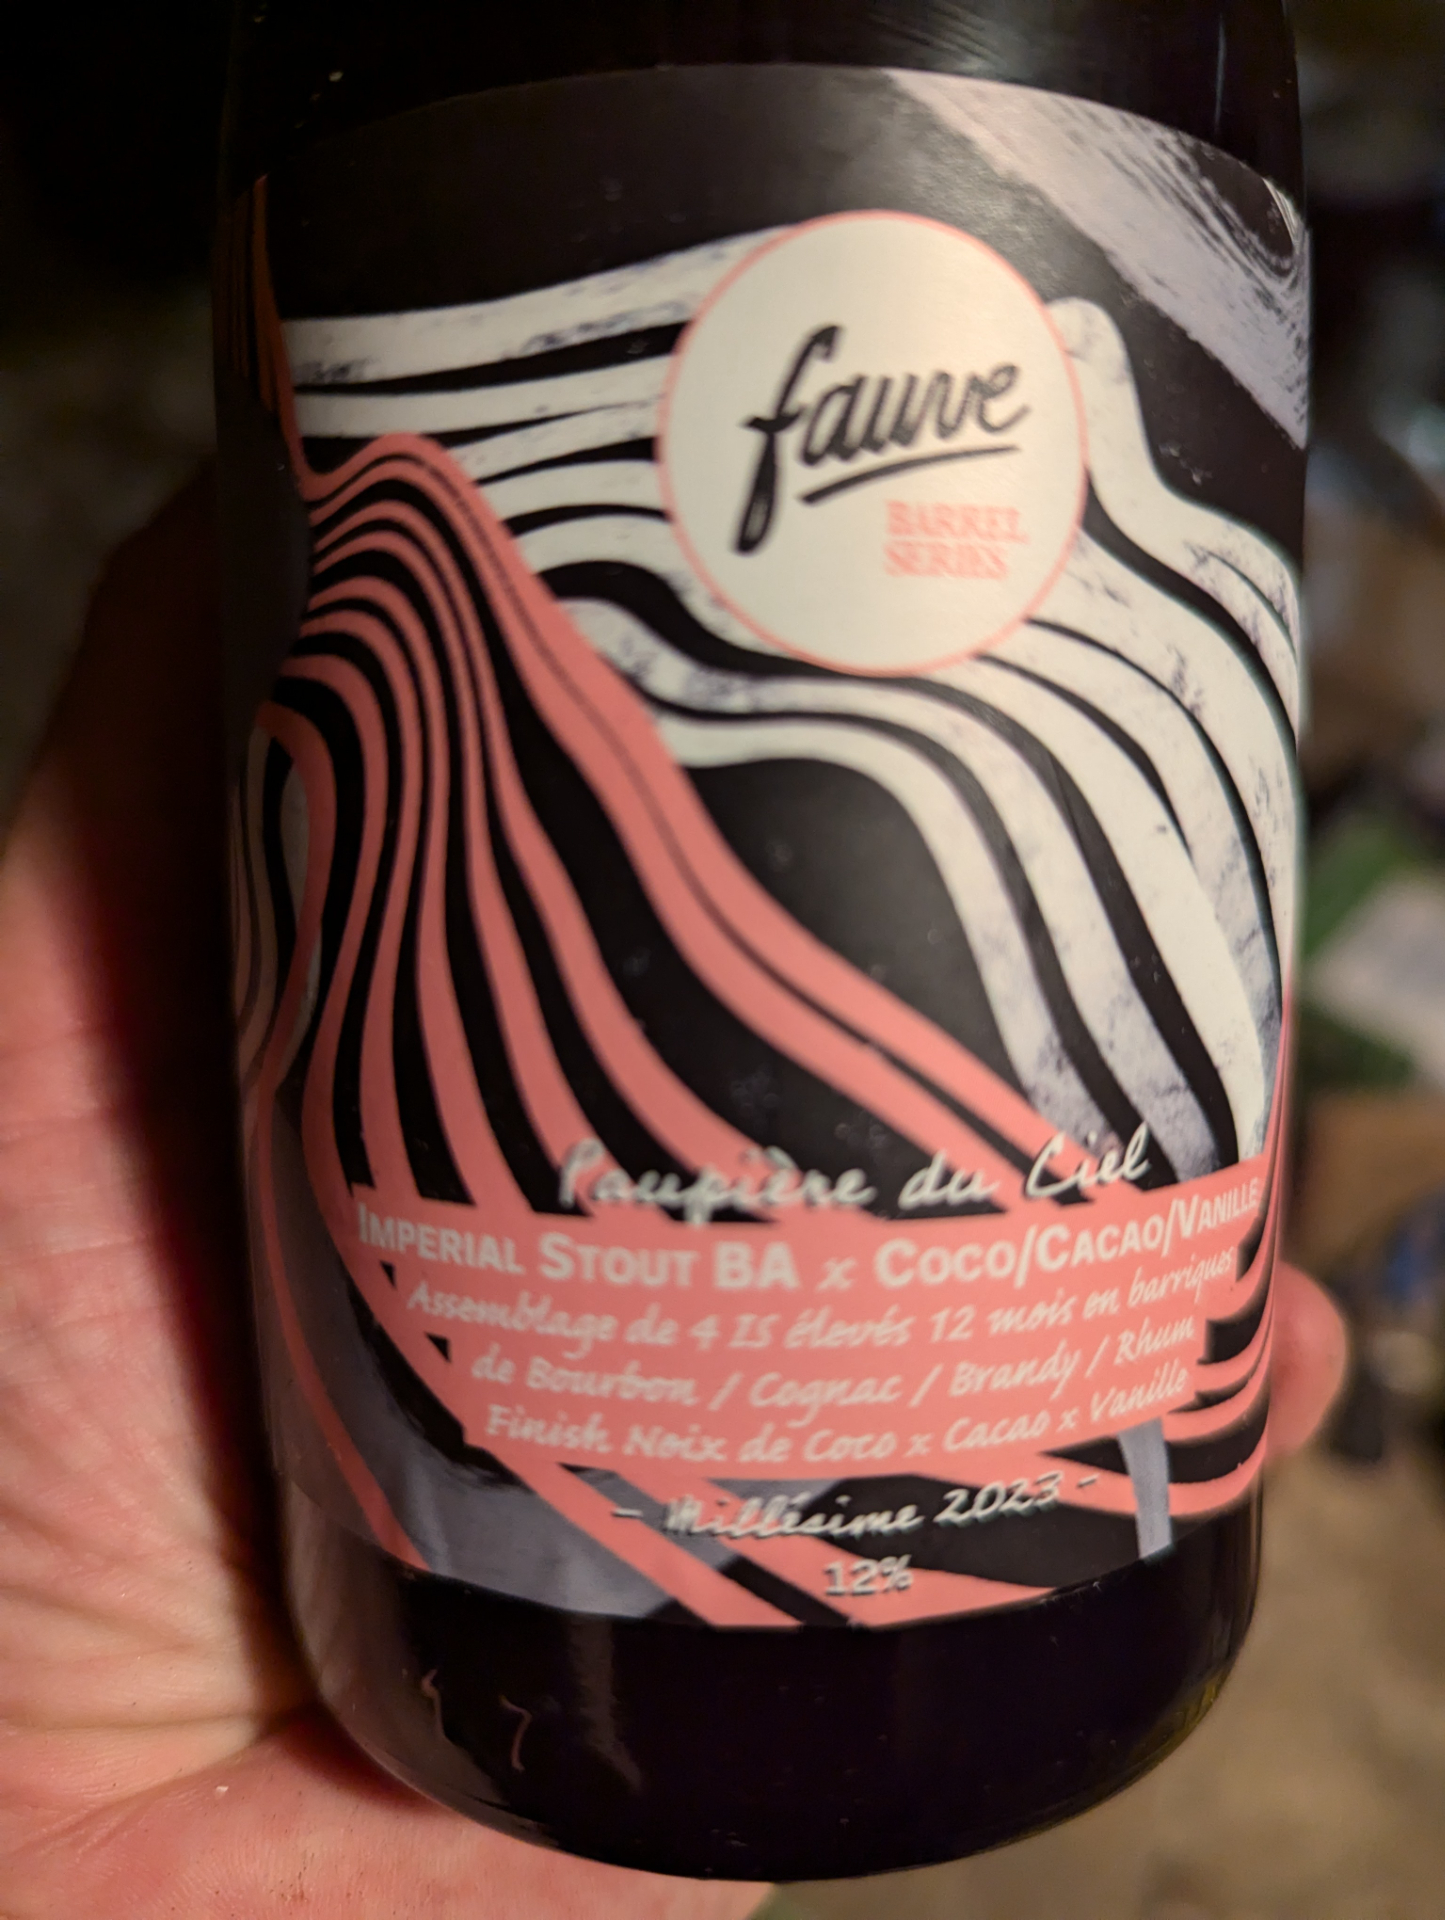 fauve
BARREL
SERIES
Paupière du Ciel
IMPERIAL STOUT BA x COCO/CACAO/VANILLE
Assemblage de 4 IS élevés 12 mois en barriques
de Bourbon / Cognac / Brandy / Rhum
Finish Noix de Coco x Cacao x Vanille
- Millésime 2023 -
12%